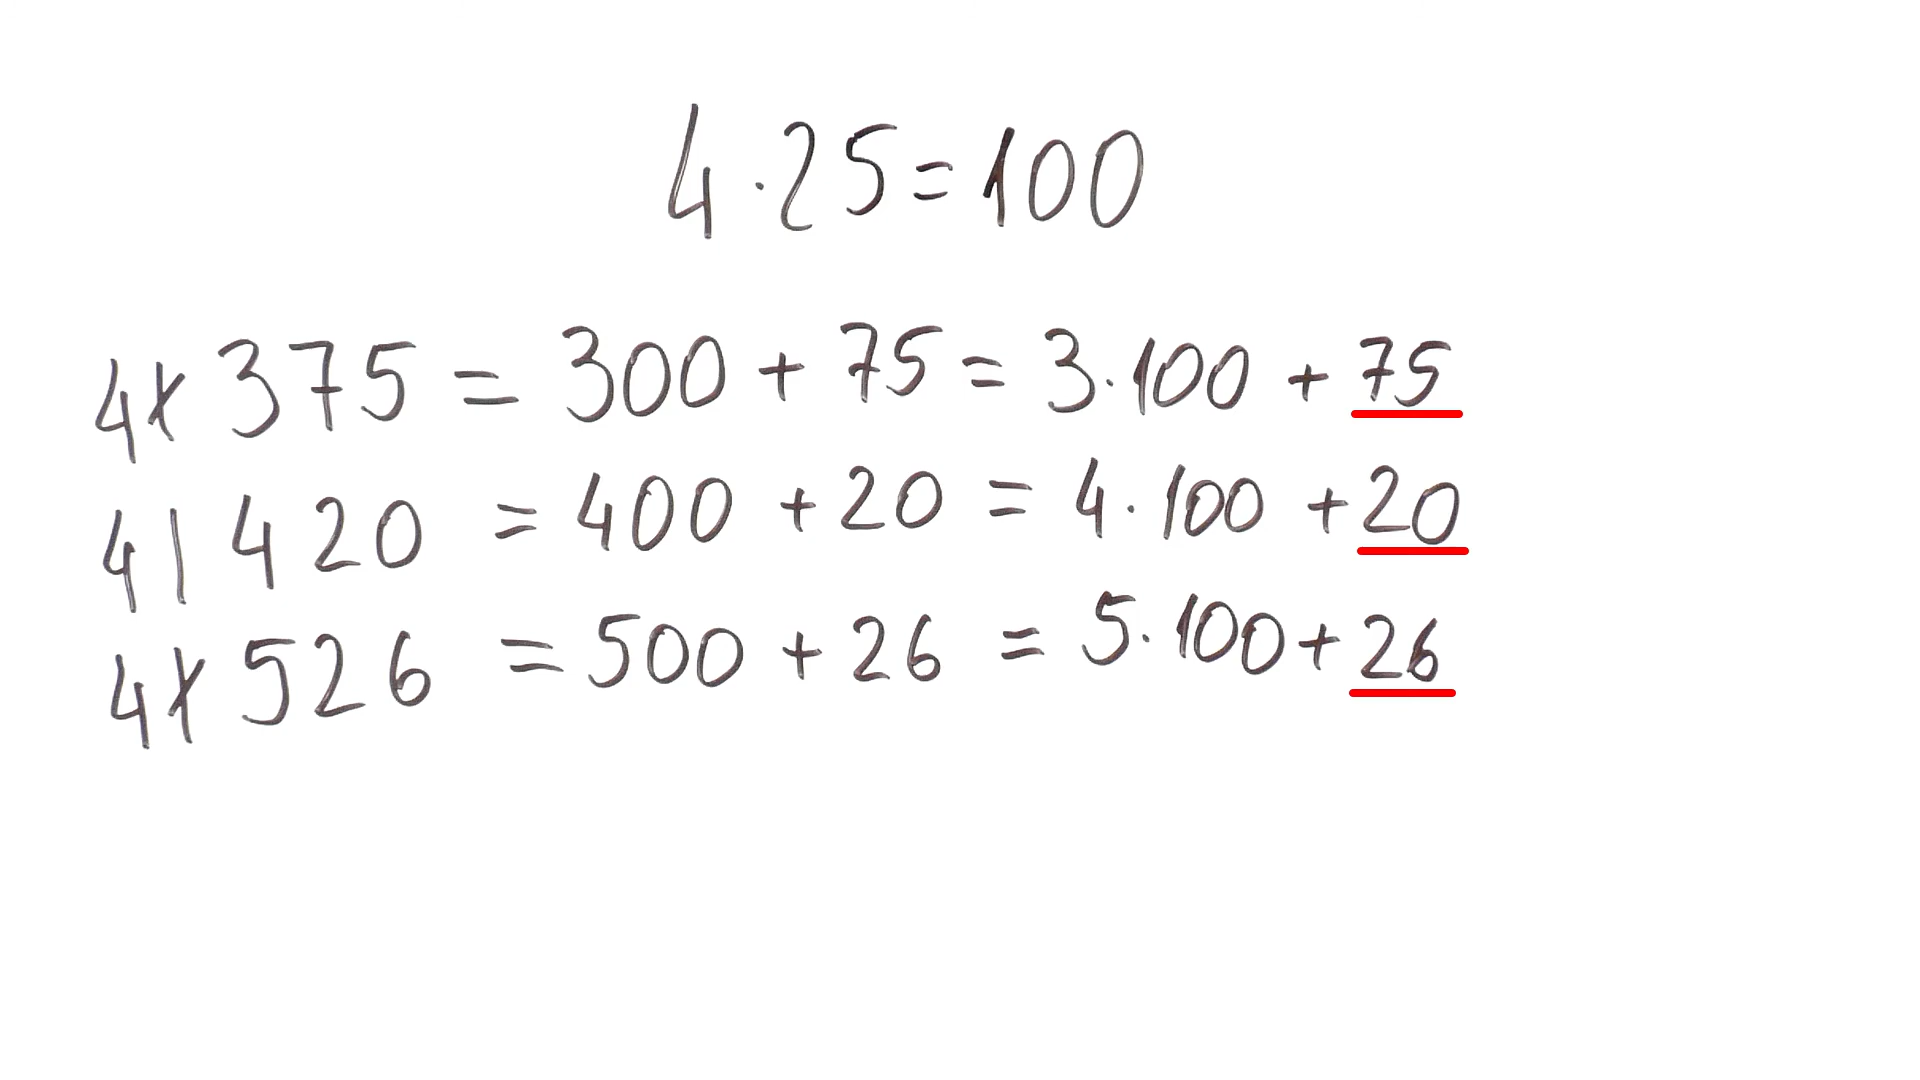 4·25=100
4∤375 = 300 + 75 = 3·100 + 75
4|420 = 400 + 20 = 4·100 + 20
4∤526 = 500 + 26 = 5·100 + 26